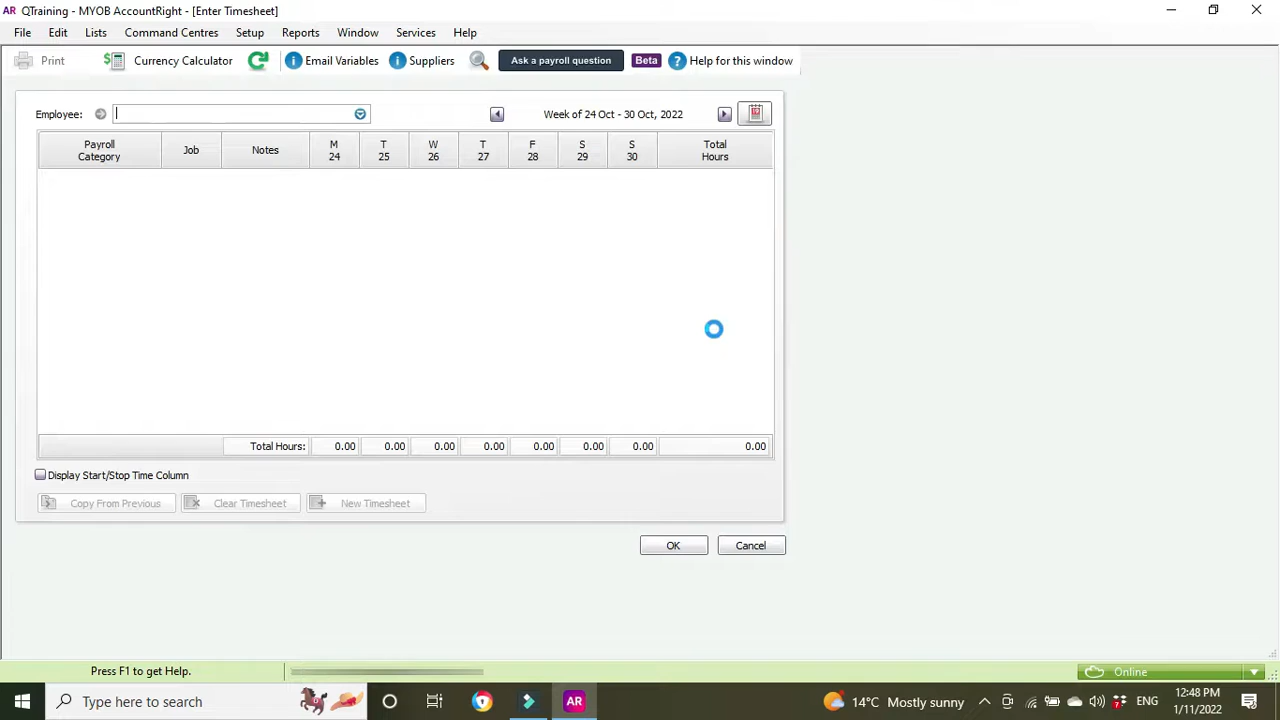 AR QTraining - MYOB AccountRight - [Enter Timesheet]
File Edit Lists Command Centres Setup Reports Window Services Help
Print $ Currency Calculator i Email Variables i Suppliers Ask a payroll question Beta ? Help for this window
Employee: Week of 24 Oct - 30 Oct, 2022
Payroll Category Job Notes M 24 T 25 W 26 T 27 F 28 S 29 S 30 Total Hours
Total Hours: 0.00 0.00 0.00 0.00 0.00 0.00 0.00 0.00
Display Start/Stop Time Column
Copy From Previous Clear Timesheet New Timesheet
OK Cancel
Press F1 to get Help. Online
Type here to search AR 14°C Mostly sunny ENG 12:48 PM
1/11/2022